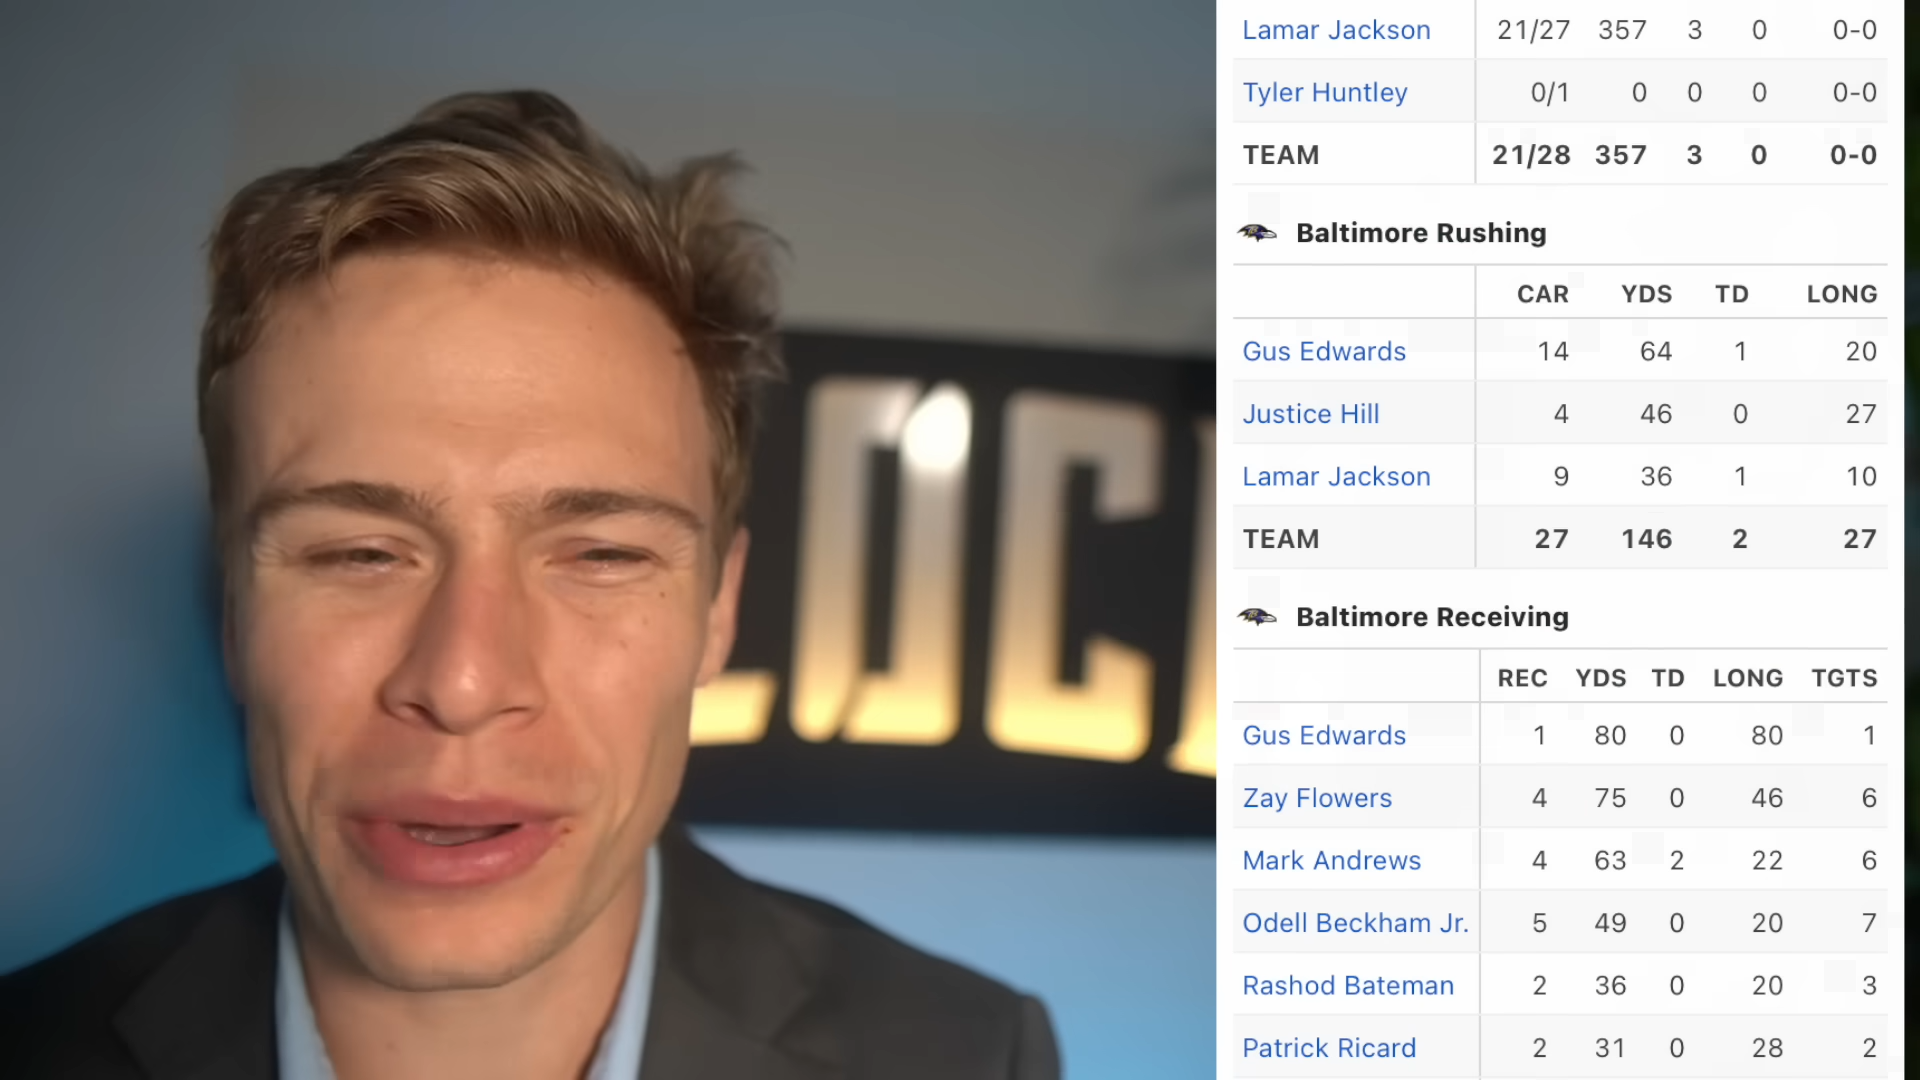 Lamar Jackson 21/27 357 3 0 0-0
Tyler Huntley 0/1 0 0 0 0-0
TEAM 21/28 357 3 0 0-0
Baltimore Rushing
CAR YDS TD LONG
Gus Edwards 14 64 1 20
Justice Hill 4 46 0 27
Lamar Jackson 9 36 1 10
TEAM 27 146 2 27
Baltimore Receiving
REC YDS TD LONG TGTS
Gus Edwards 1 80 0 80 1
Zay Flowers 4 75 0 46 6
Mark Andrews 4 63 2 22 6
Odell Beckham Jr. 5 49 0 20 7
Rashod Bateman 2 36 0 20 3
Patrick Ricard 2 31 0 28 2